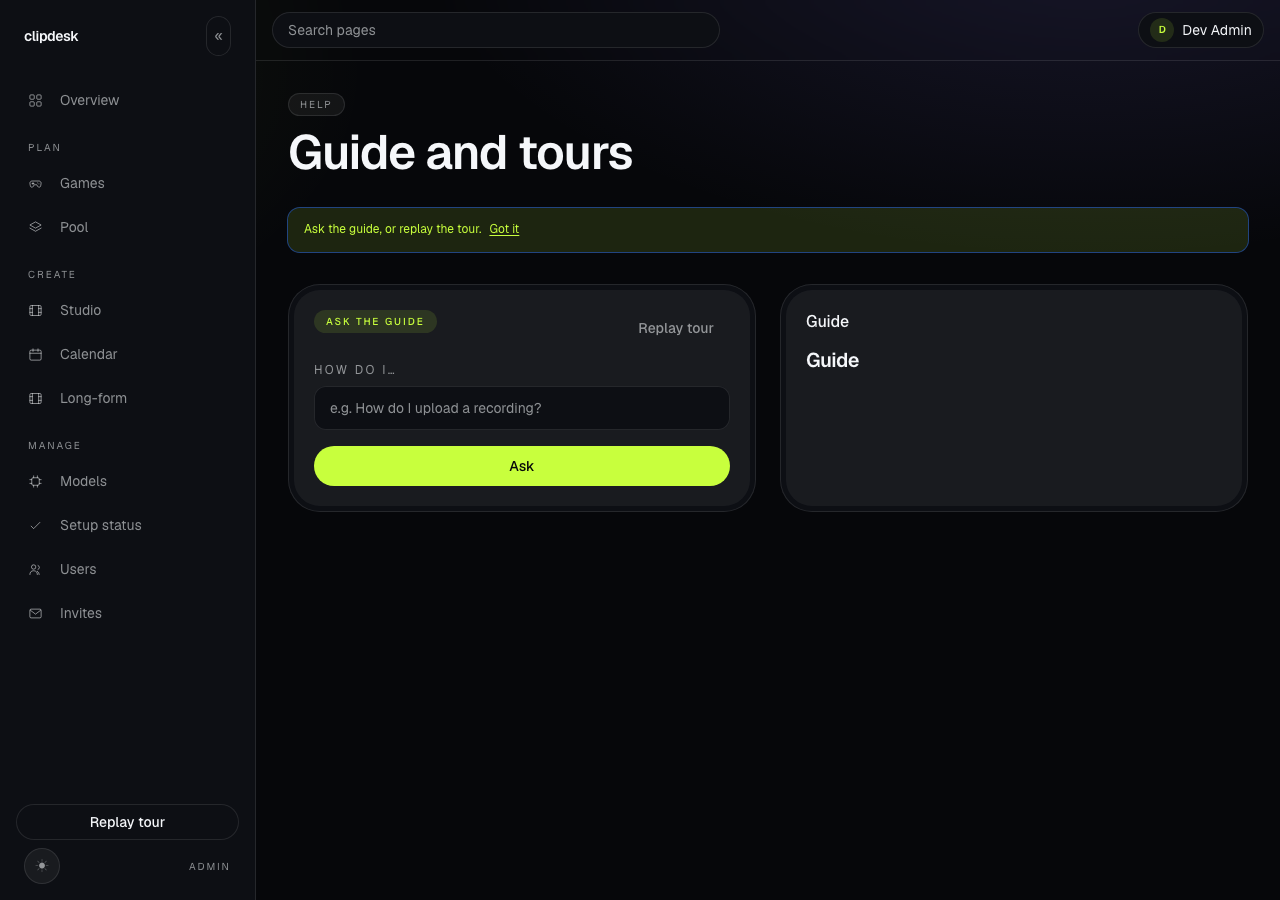 clipdesk
«
Overview
PLAN
Games
Pool
CREATE
Studio
Calendar
Long-form
MANAGE
Models
Setup status
Users
Invites
Replay tour
ADMIN
Search pages
D Dev Admin
HELP
Guide and tours
Ask the guide, or replay the tour. Got it
ASK THE GUIDE
Replay tour
HOW DO I…
e.g. How do I upload a recording?
Ask
Guide
Guide